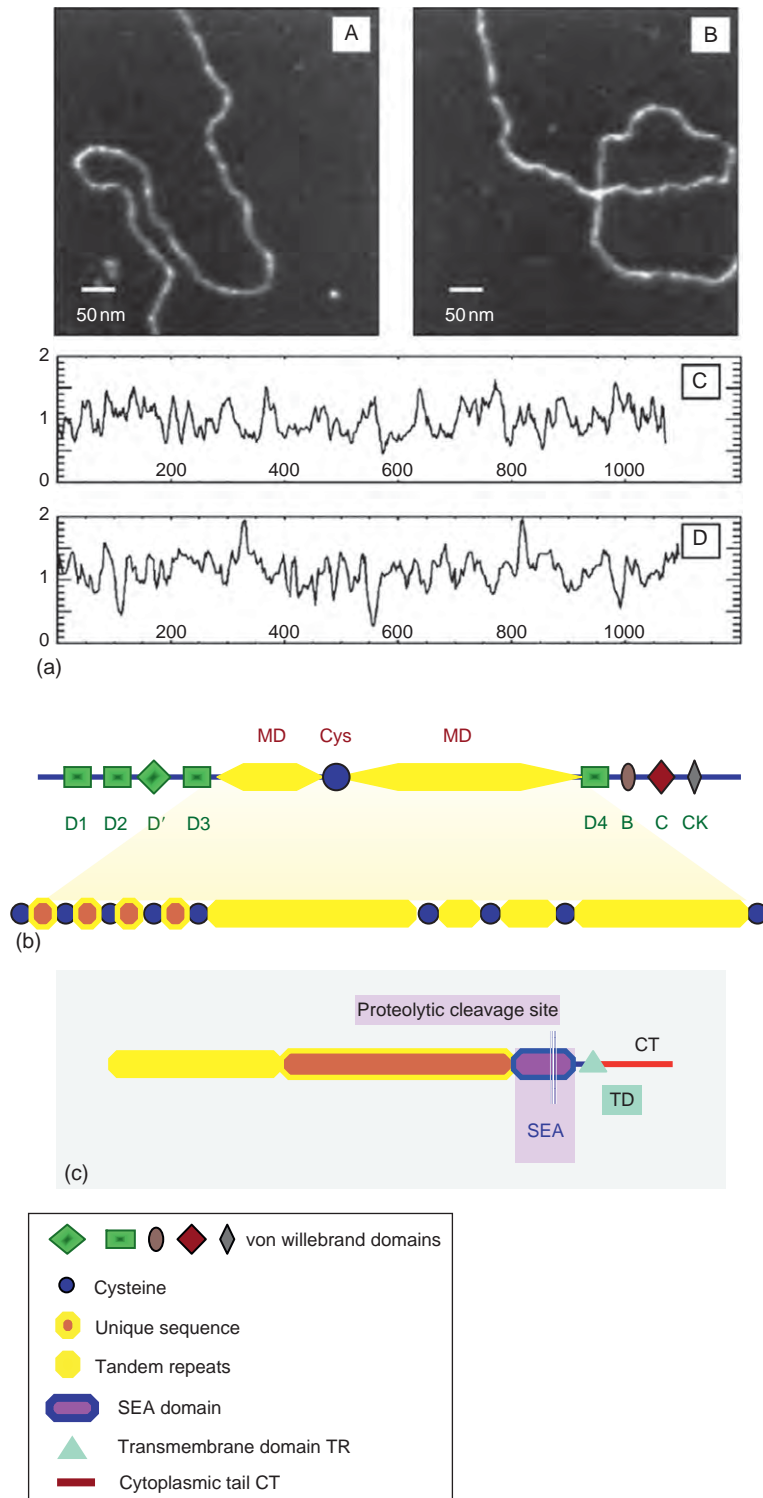 A
B
50 nm
50 nm
2
1
0
C
200 400 600 800 1000
2
1
0
D
200 400 600 800 1000
(a)
MD Cys MD
D1 D2 D' D3 D4 B C CK
(b)
Proteolytic cleavage site
CT
TD
SEA
(c)
von willebrand domains
Cysteine
Unique sequence
Tandem repeats
SEA domain
Transmembrane domain TR
Cytoplasmic tail CT